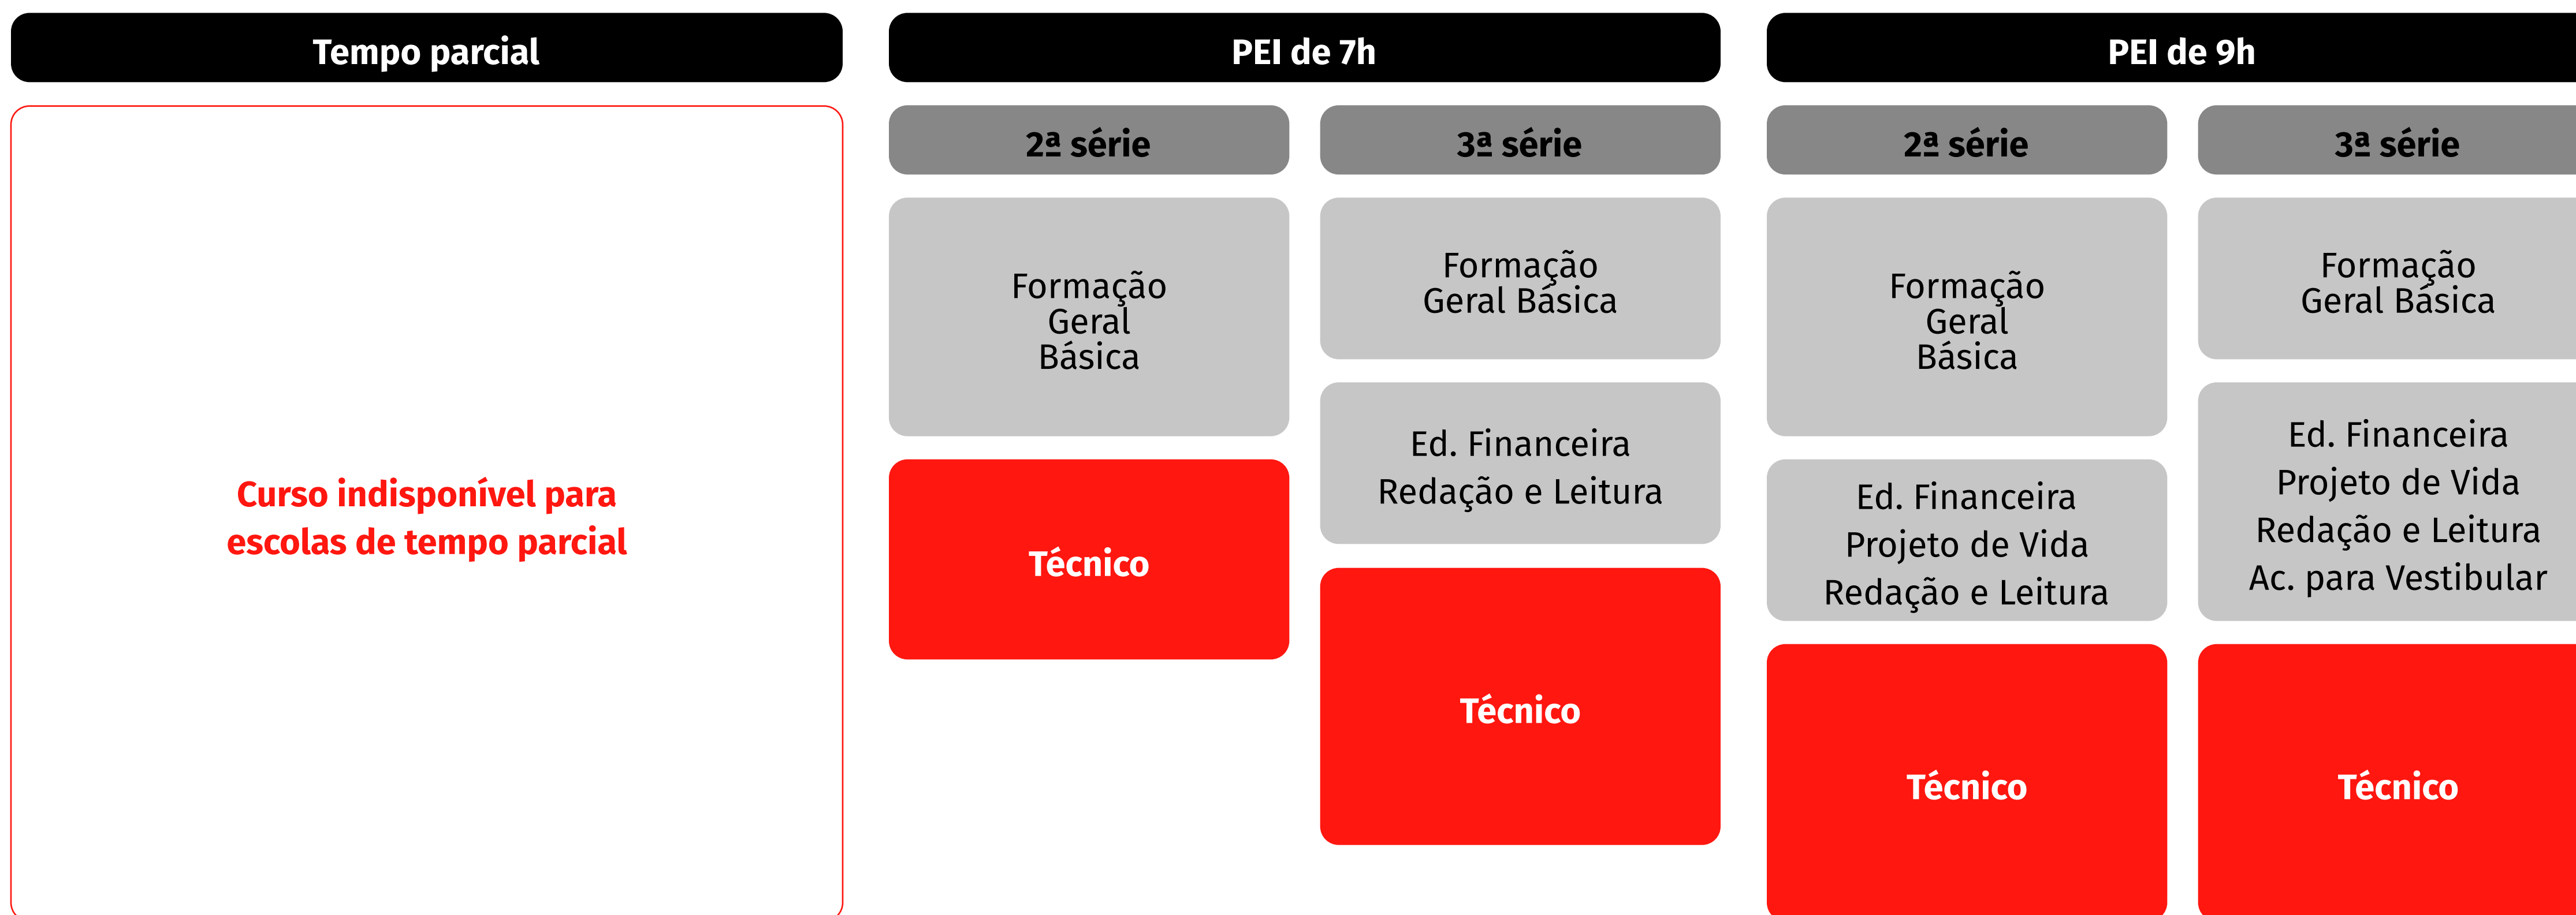 Tempo parcial
Curso indisponível para
escolas de tempo parcial
PEI de 7h
2ª série
Formação
Geral
Básica
Técnico
3ª série
Formação
Geral Básica
Ed. Financeira
Redação e Leitura
Técnico
PEI de 9h
2ª série
Formação
Geral
Básica
Ed. Financeira
Projeto de Vida
Redação e Leitura
Técnico
3ª série
Formação
Geral Básica
Ed. Financeira
Projeto de Vida
Redação e Leitura
Ac. para Vestibular
Técnico